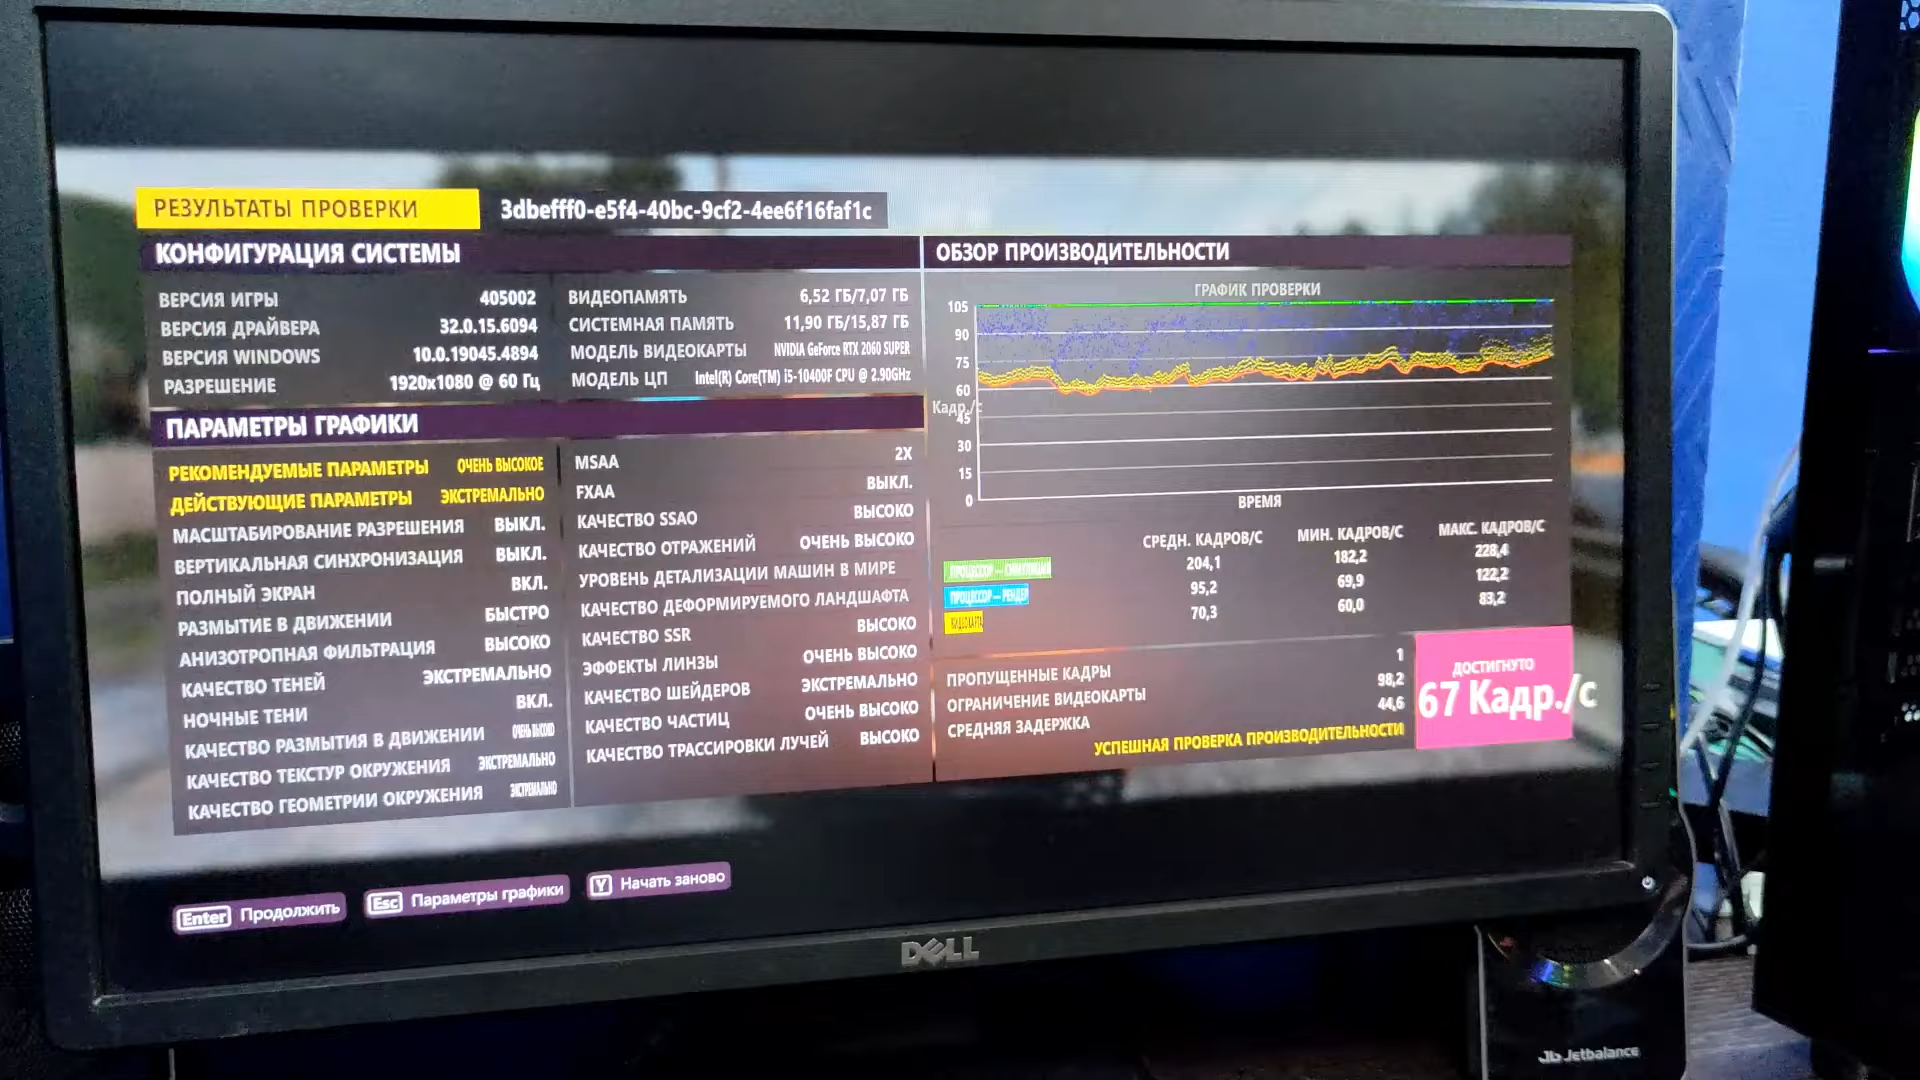 РЕЗУЛЬТАТЫ ПРОВЕРКИ
3dbefff0-e5f4-40bc-9cf2-4ee6f16faf1c
КОНФИГУРАЦИЯ СИСТЕМЫ
ВЕРСИЯ ИГРЫ 405002
ВЕРСИЯ ДРАЙВЕРА 32.0.15.6094
ВЕРСИЯ WINDOWS 10.0.19045.4894
РАЗРЕШЕНИЕ 1920x1080 @ 60 Гц
ВИДЕОПАМЯТЬ 6,52 ГБ/7,07 ГБ
СИСТЕМНАЯ ПАМЯТЬ 11,90 ГБ/15,87 ГБ
МОДЕЛЬ ВИДЕОКАРТЫ NVIDIA GeForce RTX 2060 SUPER
МОДЕЛЬ ЦП Intel(R) Core(TM) i5-10400F CPU @ 2.90GHz
ПАРАМЕТРЫ ГРАФИКИ
РЕКОМЕНДУЕМЫЕ ПАРАМЕТРЫ ОЧЕНЬ ВЫСОКОЕ
ДЕЙСТВУЮЩИЕ ПАРАМЕТРЫ ЭКСТРЕМАЛЬНО
МАСШТАБИРОВАНИЕ РАЗРЕШЕНИЯ ВЫКЛ.
ВЕРТИКАЛЬНАЯ СИНХРОНИЗАЦИЯ ВЫКЛ.
ПОЛНЫЙ ЭКРАН ВКЛ.
РАЗМЫТИЕ В ДВИЖЕНИИ БЫСТРО
АНИЗОТРОПНАЯ ФИЛЬТРАЦИЯ ВЫСОКО
КАЧЕСТВО ТЕНЕЙ ЭКСТРЕМАЛЬНО
НОЧНЫЕ ТЕНИ ВКЛ.
КАЧЕСТВО РАЗМЫТИЯ В ДВИЖЕНИИ ОЧЕНЬ ВЫСОКО
КАЧЕСТВО ТЕКСТУР ОКРУЖЕНИЯ ЭКСТРЕМАЛЬНО
КАЧЕСТВО ГЕОМЕТРИИ ОКРУЖЕНИЯ ЭКСТРЕМАЛЬНО
MSAA 2X
FXAA ВЫКЛ.
КАЧЕСТВО SSAO ВЫСОКО
КАЧЕСТВО ОТРАЖЕНИЙ ОЧЕНЬ ВЫСОКО
УРОВЕНЬ ДЕТАЛИЗАЦИИ МАШИН В МИРЕ
КАЧЕСТВО ДЕФОРМИРУЕМОГО ЛАНДШАФТА
КАЧЕСТВО SSR ВЫСОКО
ЭФФЕКТЫ ЛИНЗЫ ОЧЕНЬ ВЫСОКО
КАЧЕСТВО ШЕЙДЕРОВ ЭКСТРЕМАЛЬНО
КАЧЕСТВО ЧАСТИЦ ОЧЕНЬ ВЫСОКО
КАЧЕСТВО ТРАССИРОВКИ ЛУЧЕЙ ВЫСОКО
ОБЗОР ПРОИЗВОДИТЕЛЬНОСТИ
ГРАФИК ПРОВЕРКИ
105
90
75
60
Кадр./с
45
30
15
0
ВРЕМЯ
СРЕДН. КАДРОВ/С МИН. КАДРОВ/С МАКС. КАДРОВ/С
ПРОЦЕССОР — СИМУЛЯЦИЯ 204,1 182,2 228,4
ПРОЦЕССОР — РЕНДЕР 95,2 69,9 122,2
ВИДЕОКАРТА 70,3 60,0 83,2
ПРОПУЩЕННЫЕ КАДРЫ 1
ОГРАНИЧЕНИЕ ВИДЕОКАРТЫ 98,2
СРЕДНЯЯ ЗАДЕРЖКА 44,6
УСПЕШНАЯ ПРОВЕРКА ПРОИЗВОДИТЕЛЬНОСТИ
ДОСТИГНУТО
67 Кадр./с
Enter Продолжить
Esc Параметры графики
Y Начать заново
DELL
Jb Jetbalance